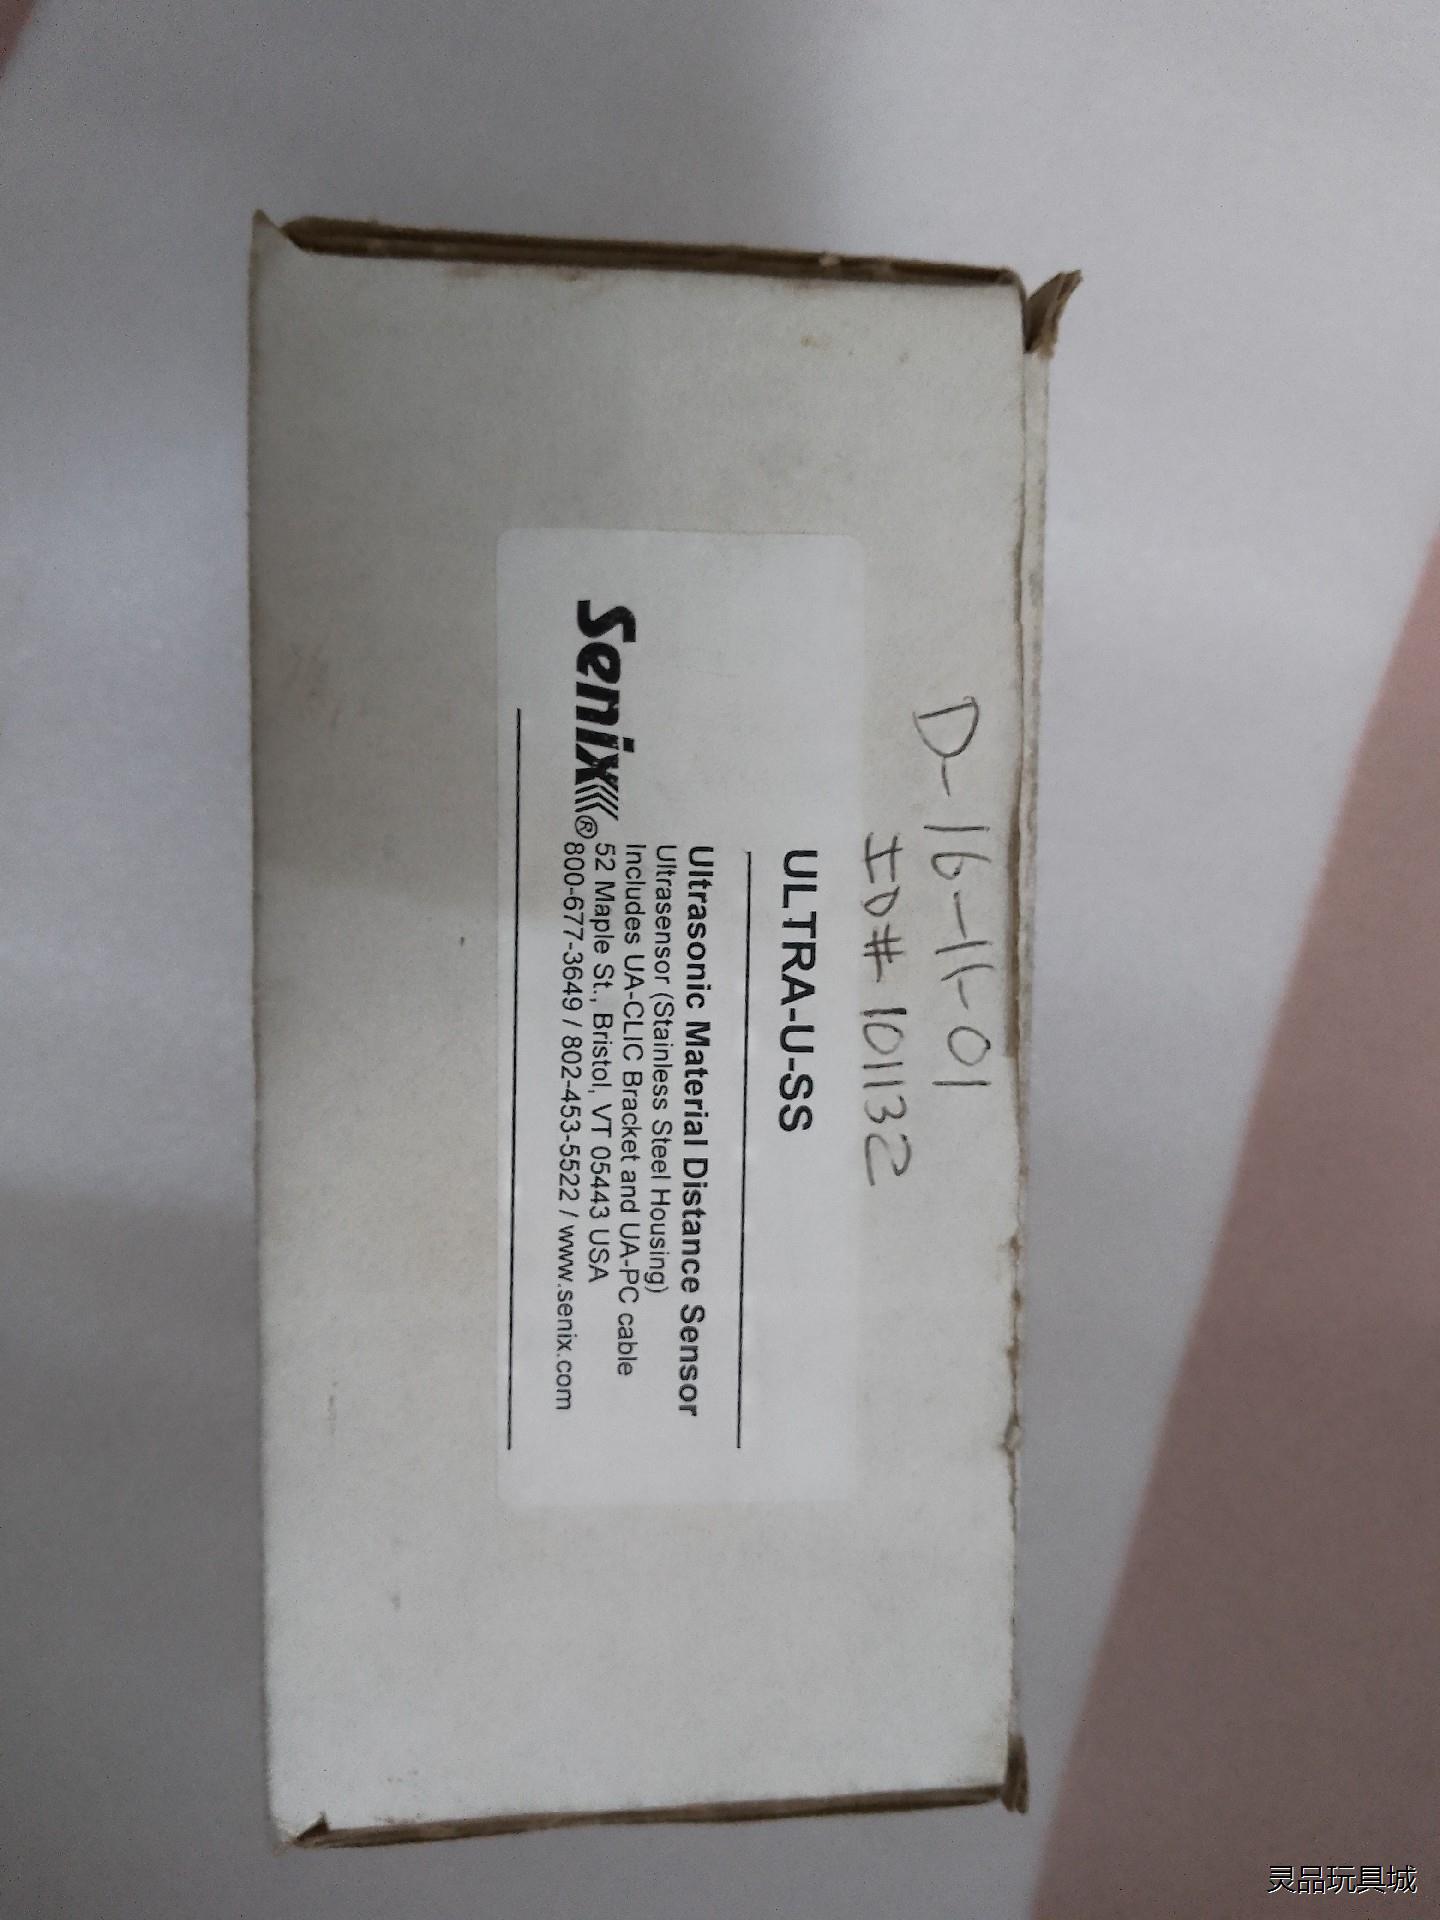 D-16-11-01
ID# 101132
ULTRA-U-SS
Ultrasonic Material Distance Sensor
Ultrasensor (Stainless Steel Housing)
Includes UA-CLIC Bracket and UA-PC cable
Senix®
52 Maple St., Bristol, VT 05443 USA
800-677-3649 / 802-453-5522 / www.senix.com
灵品玩具城